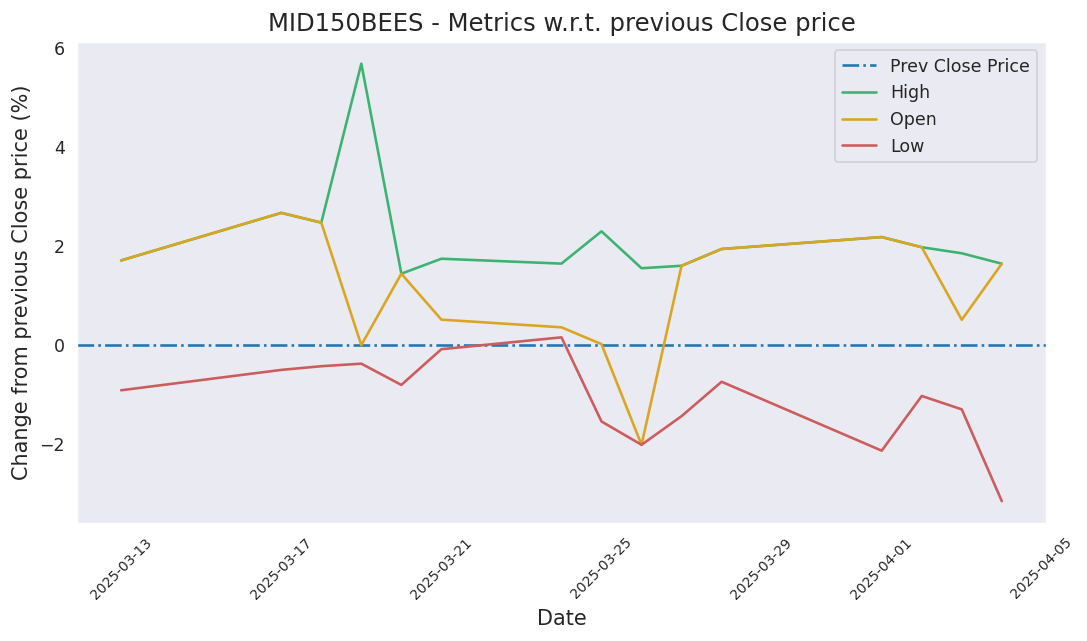 MID150BEES - Metrics w.r.t. previous Close price
Change from previous Close price (%)
6
4
2
0
−2
Prev Close Price
High
Open
Low
2025-03-13
2025-03-17
2025-03-21
2025-03-25
2025-03-29
2025-04-01
2025-04-05
Date